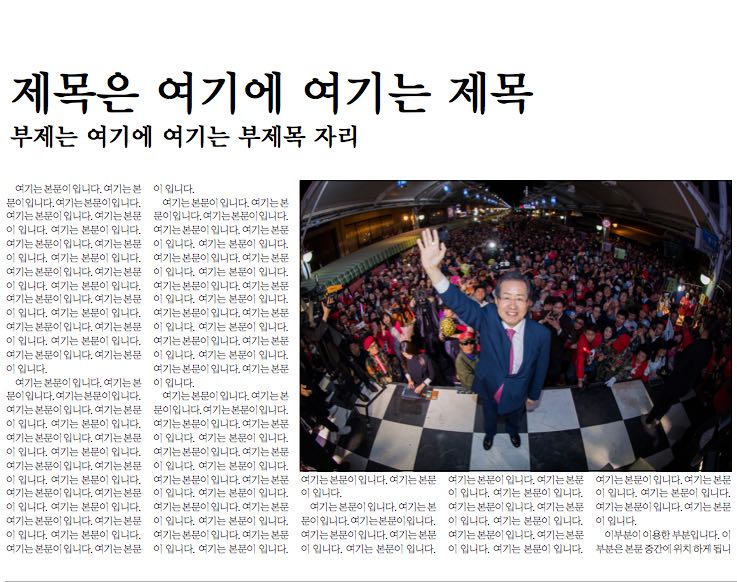 제목은 여기에 여기는 제목
부제는 여기에 여기는 부제목 자리
여기는 본문이 입니다. 여기는 본
문이 입니다. 여기는 본문이 입니다.
여기는 본문이 입니다. 여기는 본문
이 입니다. 여기는 본문이 입니다.
여기는 본문이 입니다. 여기는 본문
이 입니다. 여기는 본문이 입니다.
여기는 본문이 입니다. 여기는 본문
이 입니다. 여기는 본문이 입니다.
여기는 본문이 입니다. 여기는 본문
이 입니다. 여기는 본문이 입니다.
여기는 본문이 입니다. 여기는 본문
이 입니다. 여기는 본문이 입니다.
여기는 본문이 입니다. 여기는 본문
이 입니다.
여기는 본문이 입니다. 여기는 본
문이 입니다. 여기는 본문이 입니다.
여기는 본문이 입니다. 여기는 본문
이 입니다. 여기는 본문이 입니다.
여기는 본문이 입니다. 여기는 본문
이 입니다. 여기는 본문이 입니다.
여기는 본문이 입니다. 여기는 본문
이 입니다. 여기는 본문이 입니다.
여기는 본문이 입니다. 여기는 본문
이 입니다. 여기는 본문이 입니다.
여기는 본문이 입니다. 여기는 본문
이 입니다. 여기는 본문이 입니다.
여기는 본문이 입니다. 여기는 본문
이 입니다.
여기는 본문이 입니다. 여기는 본
문이 입니다. 여기는 본문이 입니다.
여기는 본문이 입니다. 여기는 본문
이 입니다. 여기는 본문이 입니다.
여기는 본문이 입니다. 여기는 본문
이 입니다. 여기는 본문이 입니다.
여기는 본문이 입니다. 여기는 본문
이 입니다. 여기는 본문이 입니다.
여기는 본문이 입니다. 여기는 본문
이 입니다. 여기는 본문이 입니다.
여기는 본문이 입니다. 여기는 본문
이 입니다. 여기는 본문이 입니다.
여기는 본문이 입니다. 여기는 본문
이 입니다.
여기는 본문이 입니다. 여기는 본
문이 입니다. 여기는 본문이 입니다.
여기는 본문이 입니다. 여기는 본문
이 입니다. 여기는 본문이 입니다.
여기는 본문이 입니다. 여기는 본문
이 입니다. 여기는 본문이 입니다.
여기는 본문이 입니다. 여기는 본문
이 입니다. 여기는 본문이 입니다.
여기는 본문이 입니다. 여기는 본문
이 입니다. 여기는 본문이 입니다.
여기는 본문이 입니다. 여기는 본문
이 입니다. 여기는 본문이 입니다.
여기는 본문이 입니다. 여기는 본문
이 입니다.
여기는 본문이 입니다. 여기는 본
문이 입니다. 여기는 본문이 입니다.
여기는 본문이 입니다. 여기는 본문
이 입니다. 여기는 본문이 입니다.
여기는 본문이 입니다. 여기는 본문
이 입니다. 여기는 본문이 입니다.
여기는 본문이 입니다. 여기는 본문
이 입니다. 여기는 본문이 입니다.
여기는 본문이 입니다. 여기는 본문
이 입니다. 여기는 본문이 입니다.
여기는 본문이 입니다. 여기는 본문
이 입니다. 여기는 본문이 입니다.
여기는 본문이 입니다. 여기는 본문
이 입니다.
이 부분이 이용한 부분입니다. 이
부분은 본문 중간에 위치 하게 됩니